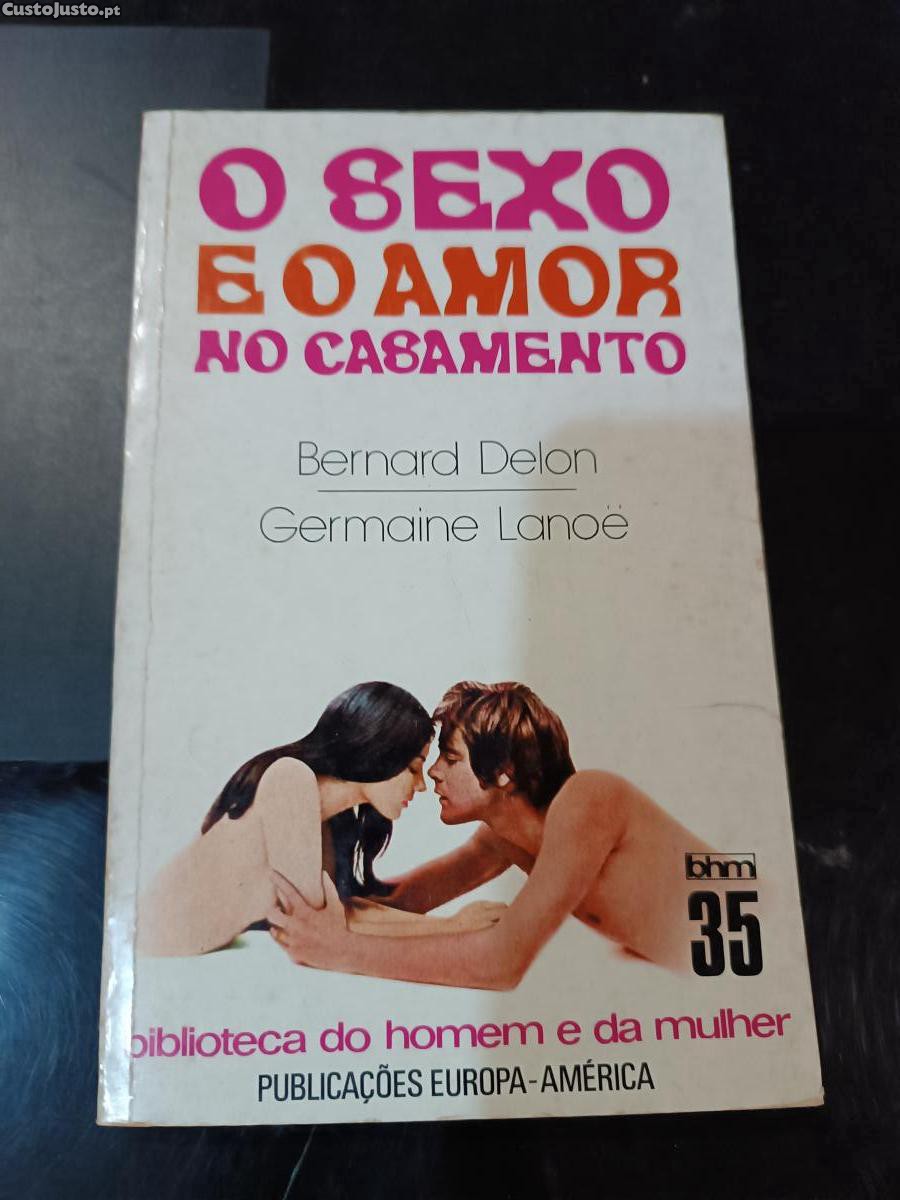 CustoJusto.pt
O SEXO
E O AMOR
NO CASAMENTO
Bernard Delon
Germaine Lanoë
bhm
35
biblioteca do homem e da mulher
PUBLICAÇÕES EUROPA-AMÉRICA